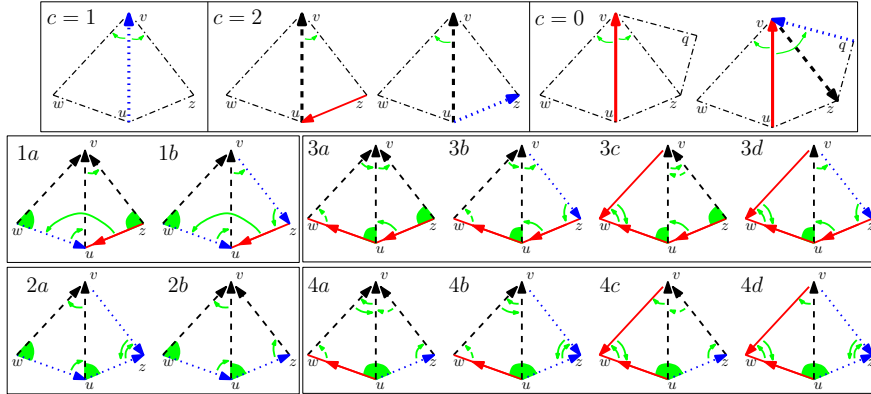 c = 1 v w u
c = 2 v w u z v w u z
c = 0 v q w u z v q w u z
1a v w u z
1b v w u z
3a v w u z
3b v w u z
3c v w u z
3d v w u z
2a v w u z
2b v w u z
4a v w u z
4b v w u z
4c v w u z
4d v w u z